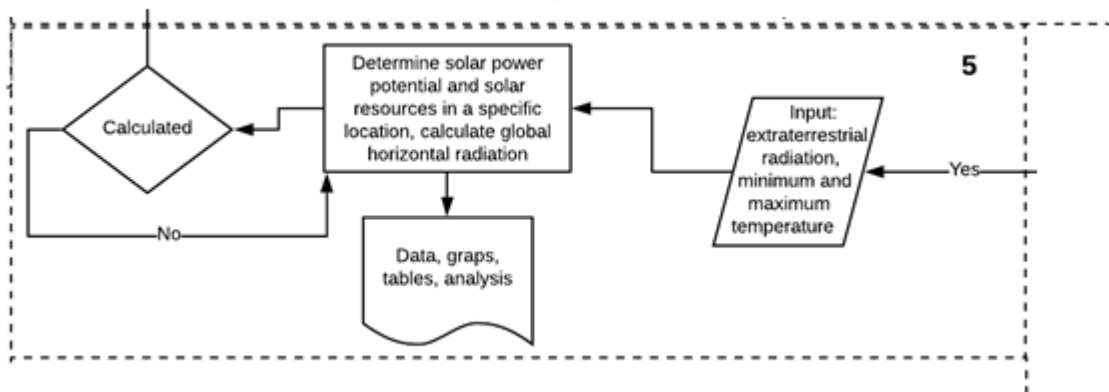 5
Determine solar power
potential and solar
resources in a specific
location, calculate global
horizontal radiation
Calculated
Input:
extraterrestrial
radiation,
minimum and
maximum
temperature
Yes
No
Data, graps,
tables, analysis